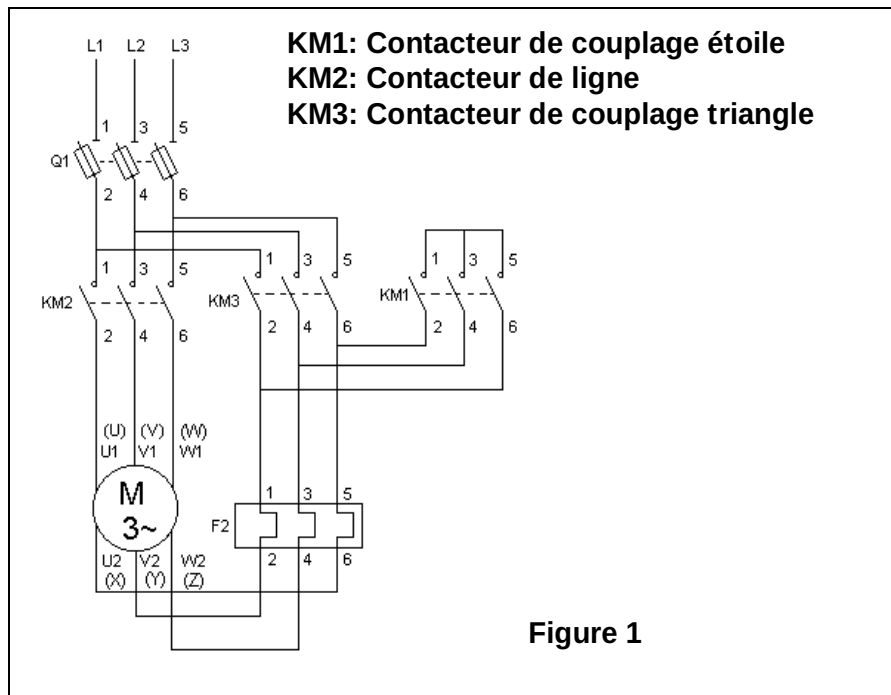 L1 L2 L3
KM1: Contacteur de couplage étoile
KM2: Contacteur de ligne
KM3: Contacteur de couplage triangle
1 3 5
Q1
2 4 6
1 3 5
KM2
2 4 6
1 3 5
KM3
2 4 6
1 3 5
KM1
2 4 6
(U) (V) (W)
U1 V1 W1
M
3~
U2 V2 W2
(X) (Y) (Z)
1 3 5
F2
2 4 6
Figure 1